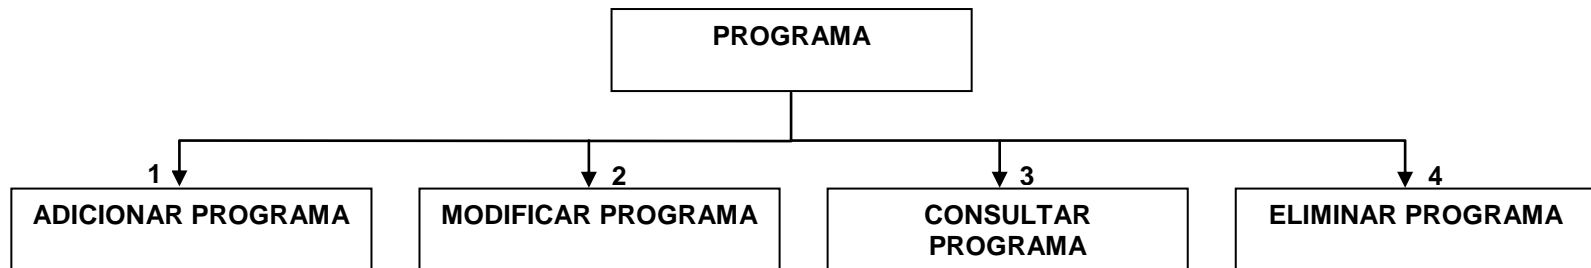 PROGRAMA
1
2
3
4
ADICIONAR PROGRAMA
MODIFICAR PROGRAMA
CONSULTAR
PROGRAMA
ELIMINAR PROGRAMA